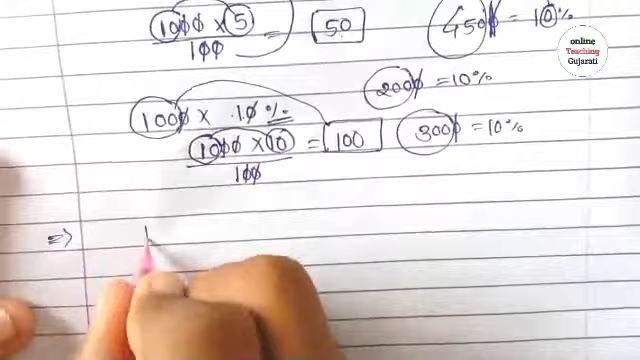 1000 × 5 = 50
100
4500 = 10%
online
Teaching
Gujarati
1000 × 10%
2000 = 10%
1000 × 10 = 100
100
3000 = 10%
⇒